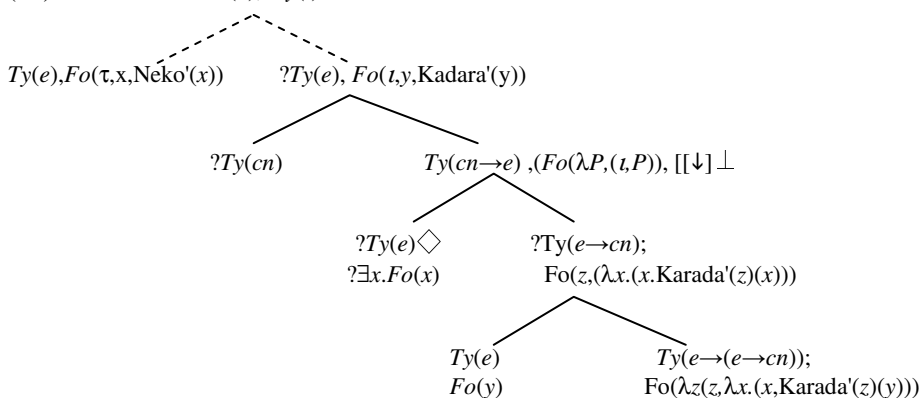 Ty(e),Fo(τ,x,Neko'(x)) ?Ty(e), Fo(ι,y,Kadara'(y))
?Ty(cn) Ty(cn→e) ,(Fo(λP,(ι,P)), [[↓]⊥
?Ty(e)◇ ?Ty(e→cn);
?∃x.Fo(x) Fo(z,(λx.(x.Karada'(z)(x)))
Ty(e) Ty(e→(e→cn));
Fo(y) Fo(λz(z,λx.(x,Karada'(z)(y)))